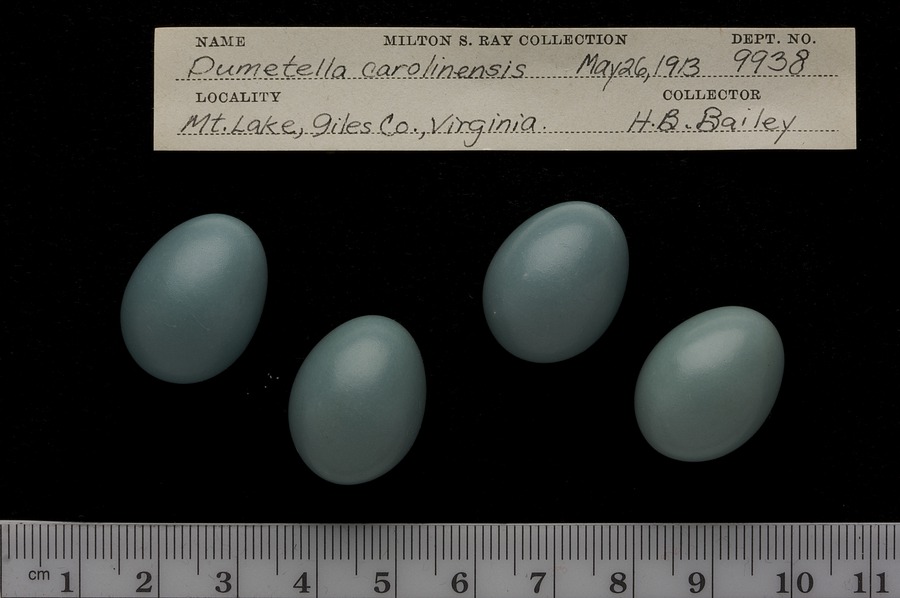 NAME MILTON S. RAY COLLECTION DEPT. NO.
Dumetella carolinensis May 26, 1913 9938
LOCALITY COLLECTOR
Mt. Lake, Giles Co., Virginia. H. B. Bailey
cm 1 2 3 4 5 6 7 8 9 10 11